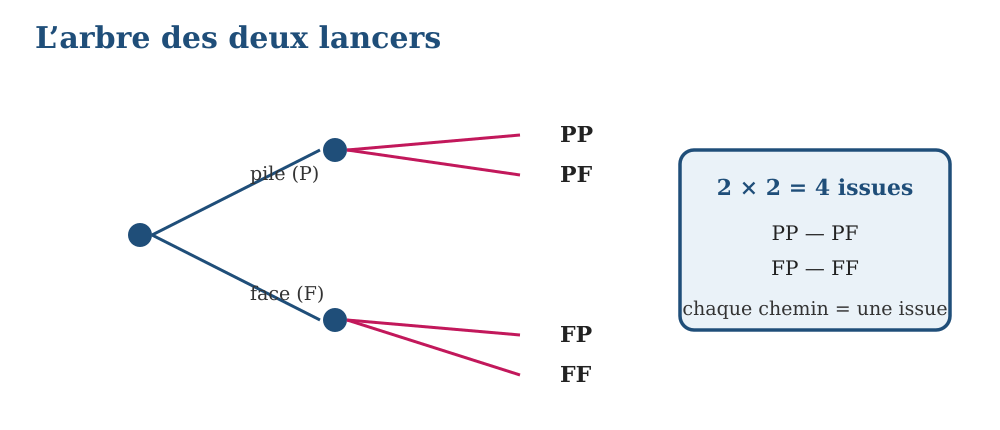 L’arbre des deux lancers
pile (P)
face (F)
PP
PF
FP
FF
2 × 2 = 4 issues
PP — PF
FP — FF
chaque chemin = une issue